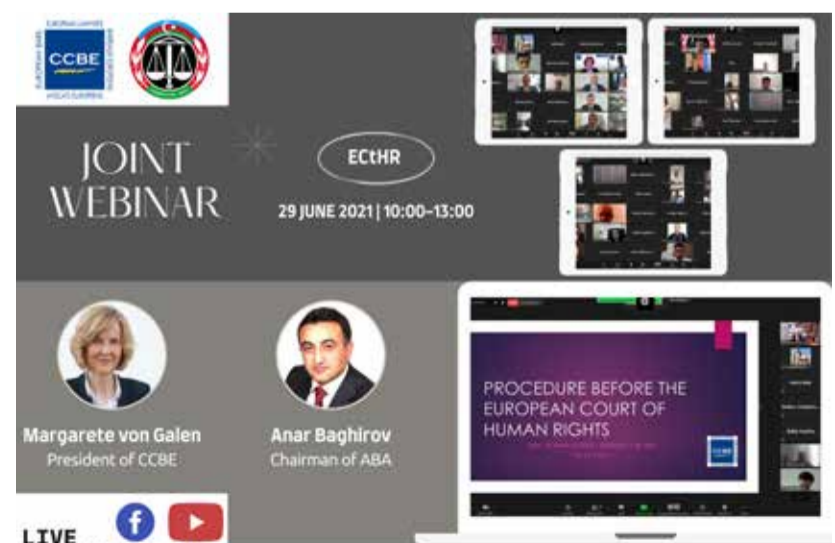 CCBE
JOINT
WEBINAR
ECtHR
29 JUNE 2021 | 10:00–13:00
Margarete von Galen
President of CCBE
Anar Baghirov
Chairman of ABA
PROCEDURE BEFORE THE
EUROPEAN COURT OF
HUMAN RIGHTS
CCBE
LIVE